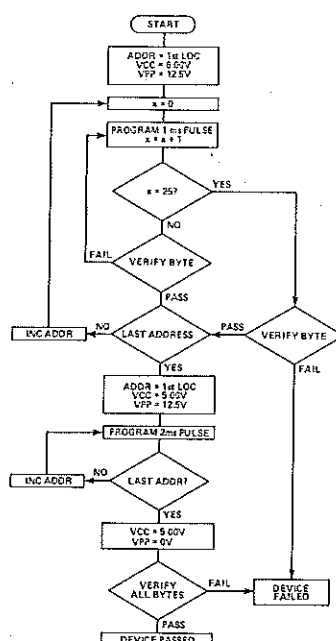 START
ADDR = 1st LOC
VCC = 6.00V
VPP = 12.5V
x = 0
PROGRAM 1 ms PULSE
x = x + 1
x = 25?
YES
NO
FAIL
VERIFY BYTE
PASS
INC ADDR
NO
LAST ADDRESS
PASS
VERIFY BYTE
YES
FAIL
ADDR = 1st LOC
VCC = 5.00V
VPP = 12.5V
PROGRAM 2ms PULSE
INC ADDR
NO
LAST ADDR?
YES
VCC = 5.00V
VPP = 0V
VERIFY
ALL BYTES
FAIL
DEVICE
FAILED
PASS
DEVICE PASSED